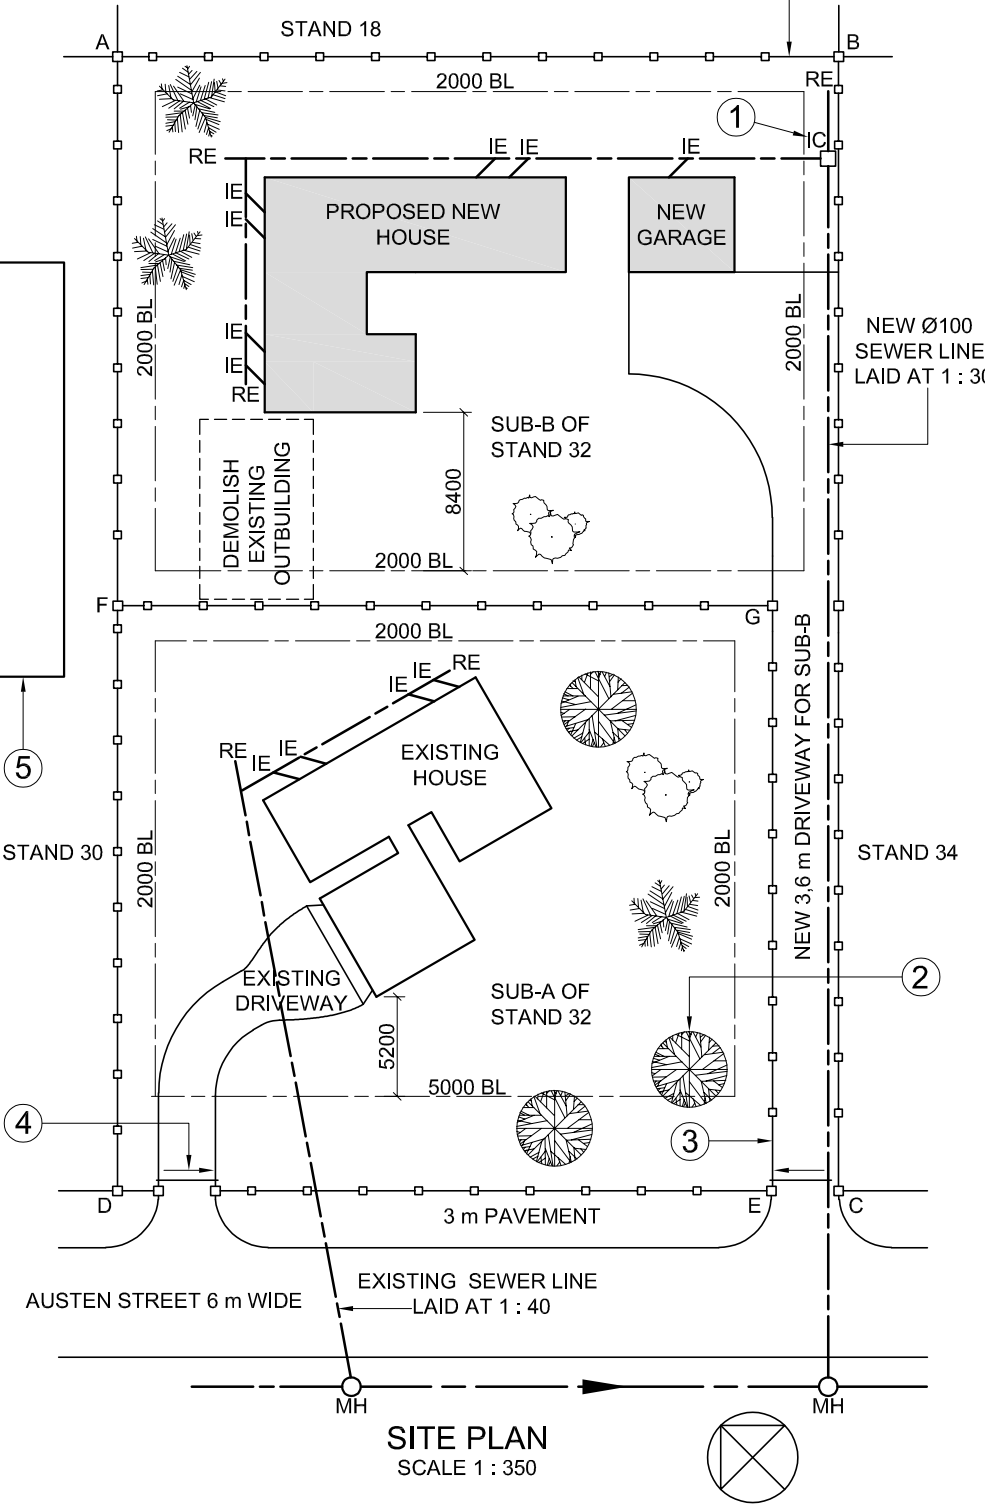 STAND 18
A
B
2000 BL
RE
1
IC
RE
IE
IE
IE
IE
IE
PROPOSED NEW
HOUSE
NEW
GARAGE
2000 BL
2000 BL
NEW Ø100
SEWER LINE
LAID AT 1 : 30
IE
IE
RE
SUB-B OF
STAND 32
8400
DEMOLISH
EXISTING
OUTBUILDING
2000 BL
F
G
2000 BL
RE
IE
IE
RE
IE
IE
EXISTING
HOUSE
5
NEW 3,6 m DRIVEWAY FOR SUB-B
STAND 30
2000 BL
2000 BL
STAND 34
EXISTING
DRIVEWAY
SUB-A OF
STAND 32
2
5200
5000 BL
4
3
D
E
C
3 m PAVEMENT
AUSTEN STREET 6 m WIDE
EXISTING SEWER LINE
LAID AT 1 : 40
MH
MH
SITE PLAN
SCALE 1 : 350